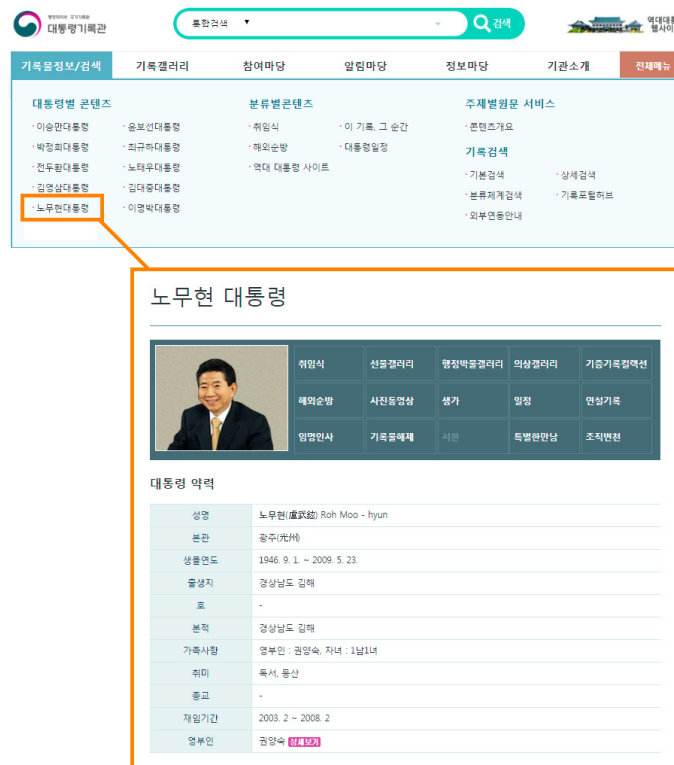 행정자치부 국가기록원
대통령기록관
통합검색 ▼
검색
역대대통
웹사이
기록물정보/검색 기록갤러리 참여마당 알림마당 정보마당 기관소개 전체메뉴
대통령별 콘텐츠 분류별콘텐츠 주제별원문 서비스
·이승만대통령 ·윤보선대통령 ·취임식 ·이 기록, 그 순간 ·콘텐츠개요
·박정희대통령 ·최규하대통령 ·해외순방 ·대통령일정 기록검색
·전두환대통령 ·노태우대통령 ·역대 대통령 사이트 ·기본검색 ·상세검색
·김영삼대통령 ·김대중대통령 ·분류체계검색 ·기록포털허브
·노무현대통령 ·이명박대통령 ·외부연동안내
노무현 대통령
취임식 선물갤러리 행정박물갤러리 의상갤러리 기증기록컬렉션
해외순방 사진동영상 생가 일정 연설기록
임명인사 기록물해제 서한 특별한만남 조직변천
대통령 약력
성명 노무현(盧武鉉) Roh Moo - hyun
본관 광주(光州)
생몰연도 1946. 9. 1. ~ 2009. 5. 23.
출생지 경상남도 김해
호 -
본적 경상남도 김해
가족사항 영부인 : 권양숙, 자녀 : 1남1녀
취미 독서, 등산
종교 -
재임기간 2003. 2 ~ 2008. 2
영부인 권양숙 상세보기